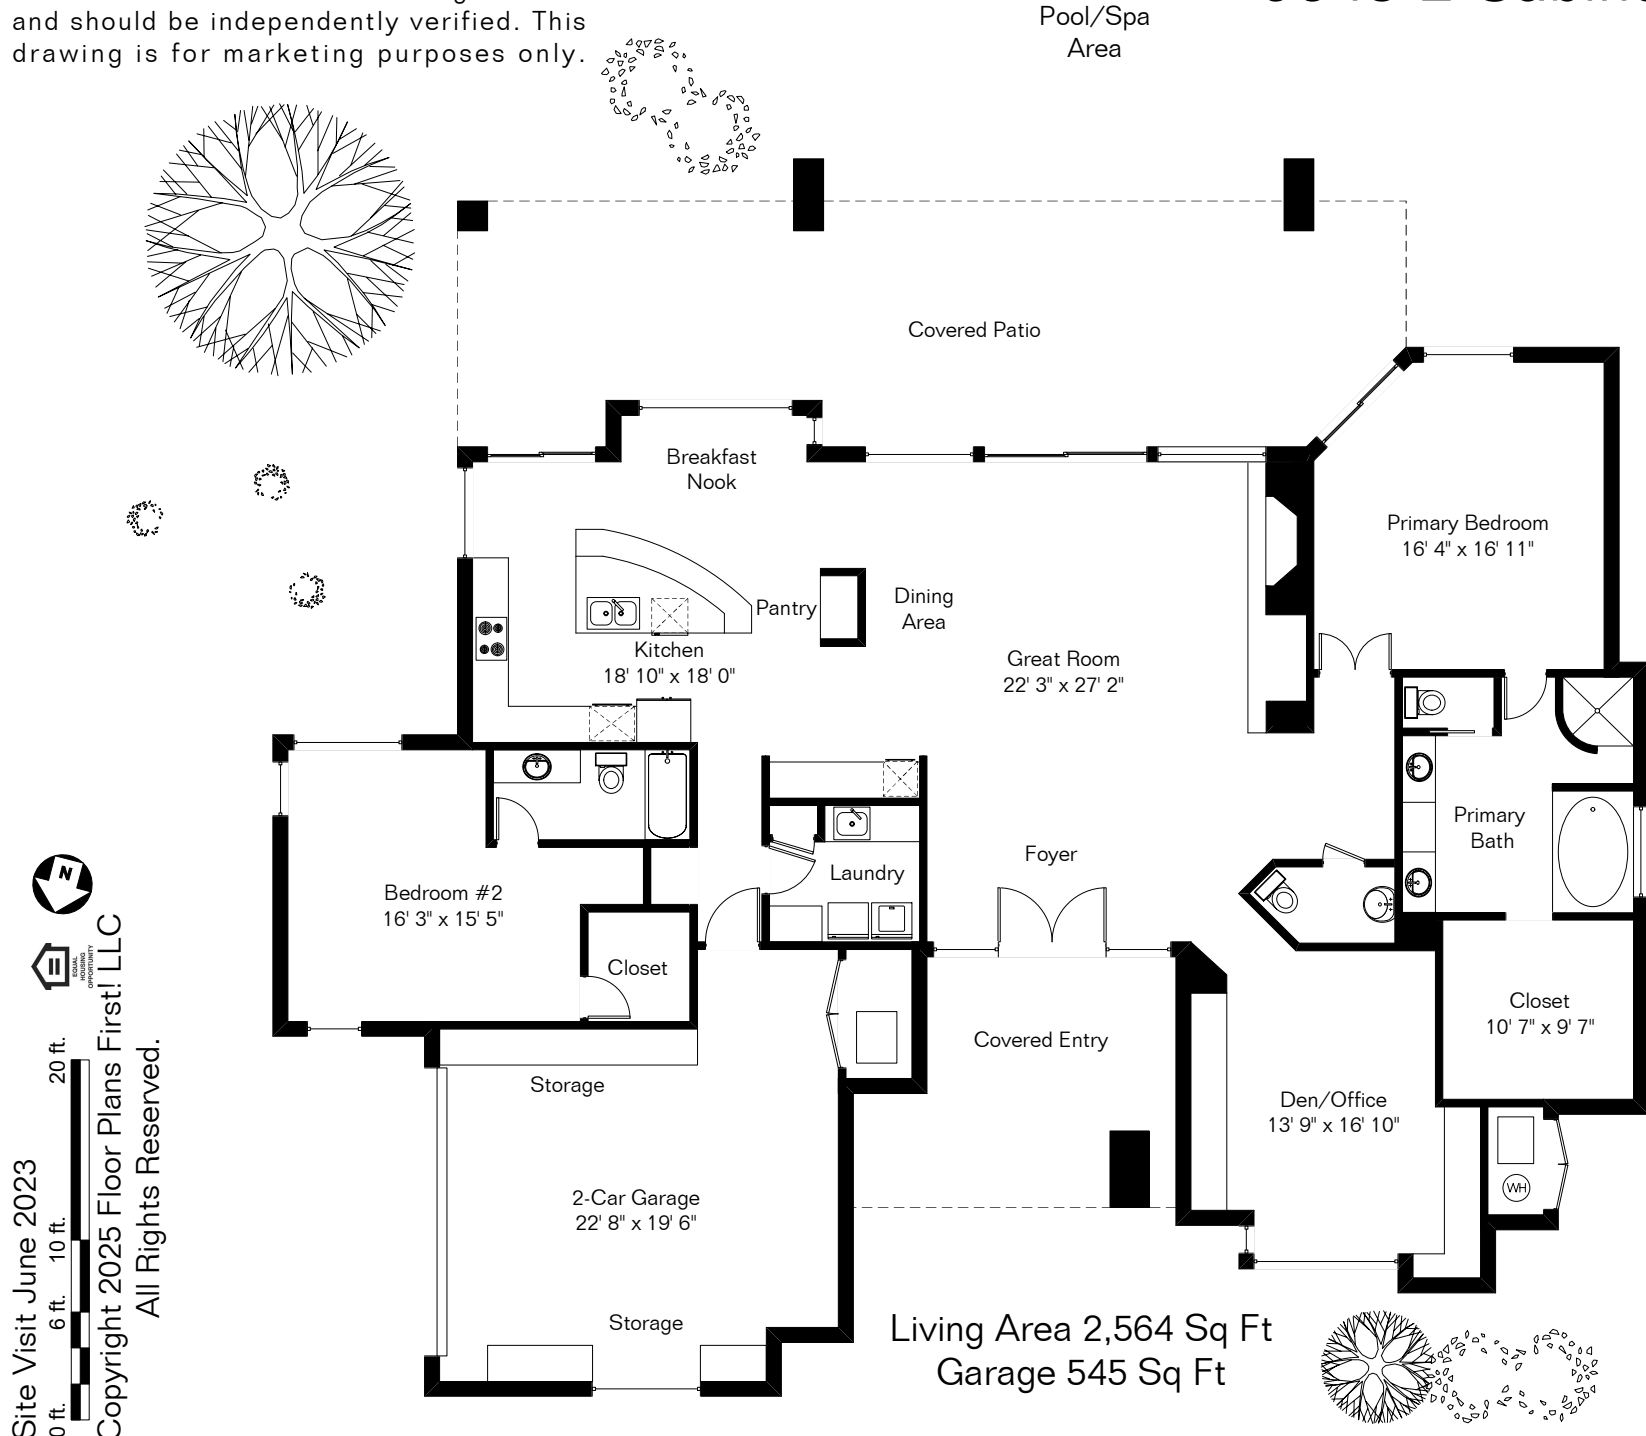 and should be independently verified. This
drawing is for marketing purposes only.
Pool/Spa
Area
Covered Patio
Breakfast
Nook
Primary Bedroom
16' 4" x 16' 11"
Pantry
Dining
Area
Kitchen
18' 10" x 18' 0"
Great Room
22' 3" x 27' 2"
Primary
Bath
Foyer
Laundry
Bedroom #2
16' 3" x 15' 5"
Closet
Closet
10' 7" x 9' 7"
Covered Entry
Storage
Den/Office
13' 9" x 16' 10"
WH
2-Car Garage
22' 8" x 19' 6"
Storage
Living Area 2,564 Sq Ft
Garage 545 Sq Ft
N
EQUAL
HOUSING
OPPORTUNITY
Site Visit June 2023
0 ft. 6 ft. 10 ft. 20 ft.
Copyright 2025 Floor Plans First! LLC
All Rights Reserved.